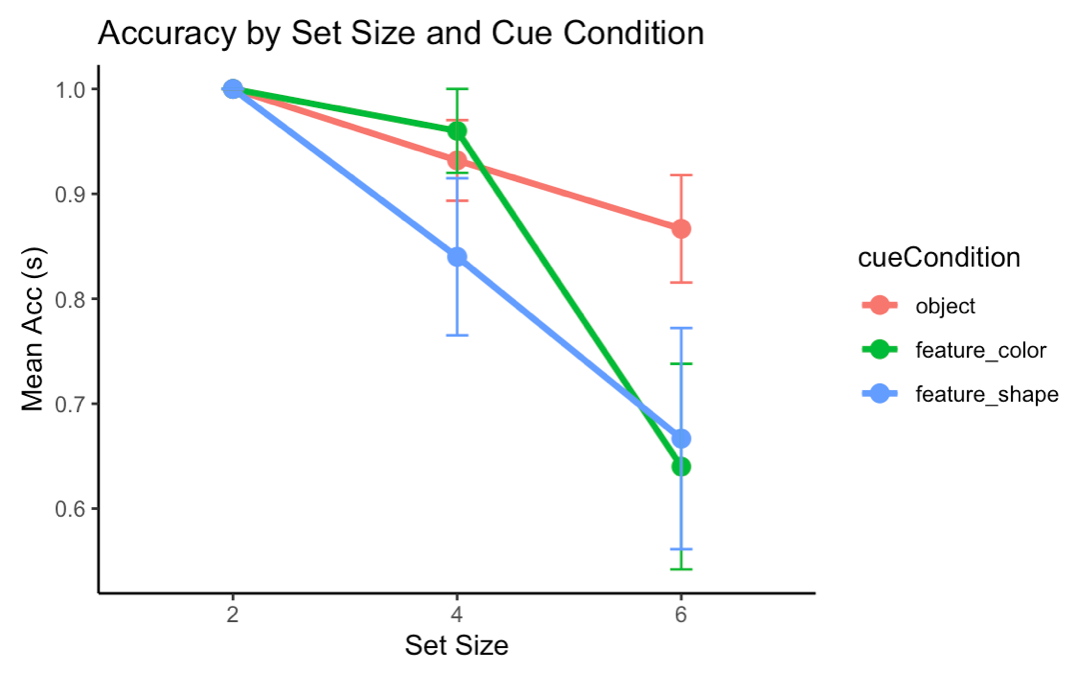 Accuracy by Set Size and Cue Condition
Mean Acc (s)
1.0
0.9
0.8
0.7
0.6
2
4
6
Set Size
cueCondition
object
feature_color
feature_shape